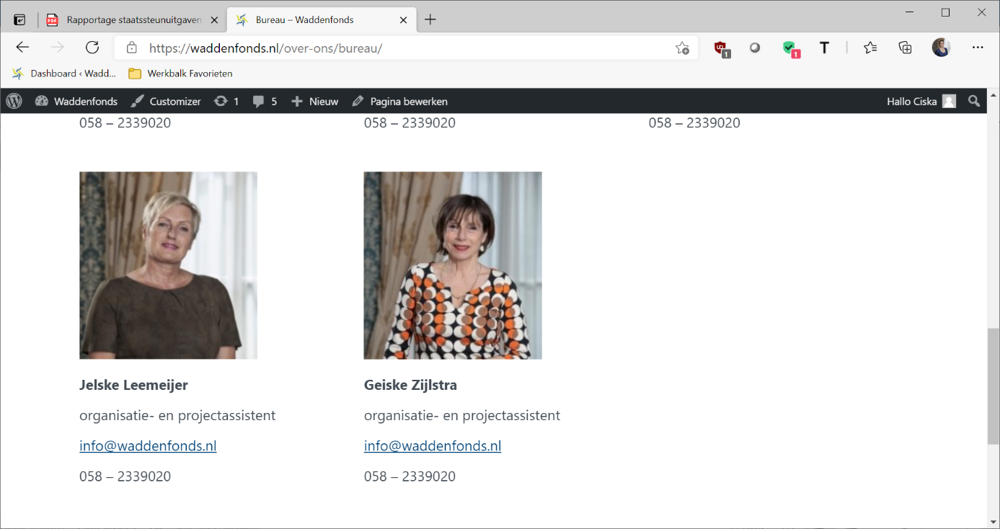 Rapportage staatssteunuitgaven
Bureau – Waddenfonds
https://waddenfonds.nl/over-ons/bureau/
1
1
T
Dashboard ‹ Wadd...
Werkbalk Favorieten
Waddenfonds
Customizer
1
5
Nieuw
Pagina bewerken
Hallo Ciska
058 – 2339020
058 – 2339020
058 – 2339020
Jelske Leemeijer
organisatie- en projectassistent
info@waddenfonds.nl
058 – 2339020
Geiske Zijlstra
organisatie- en projectassistent
info@waddenfonds.nl
058 – 2339020